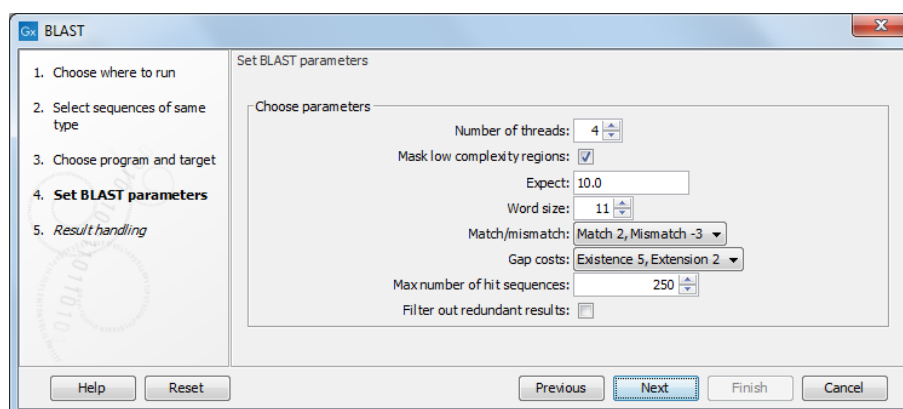 Gx BLAST
1. Choose where to run
2. Select sequences of same
type
3. Choose program and target
4. Set BLAST parameters
5. Result handling
Set BLAST parameters
Choose parameters
Number of threads: 4
Mask low complexity regions:
Expect: 10.0
Word size: 11
Match/mismatch: Match 2, Mismatch -3
Gap costs: Existence 5, Extension 2
Max number of hit sequences: 250
Filter out redundant results:
Help Reset Previous Next Finish Cancel